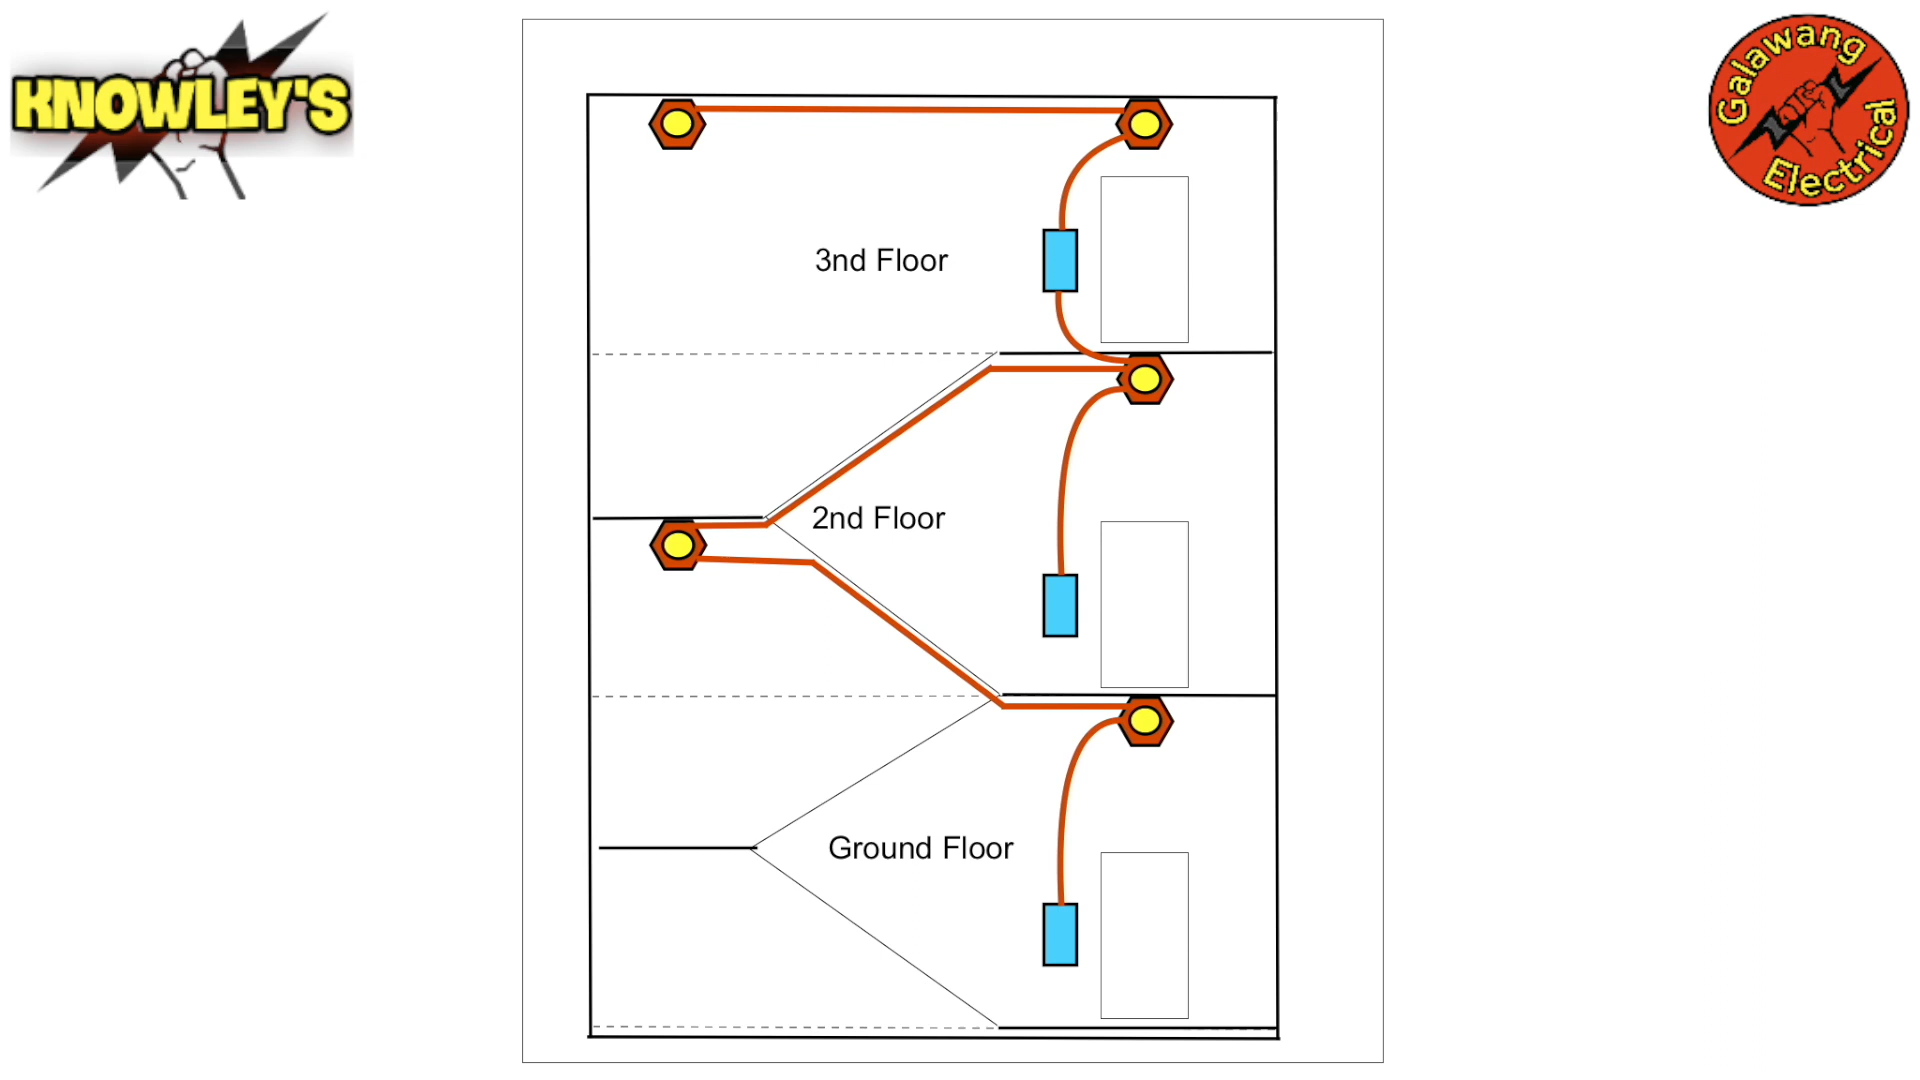 KNOWLEY'S
Galawang
Electrical
3nd Floor
2nd Floor
Ground Floor